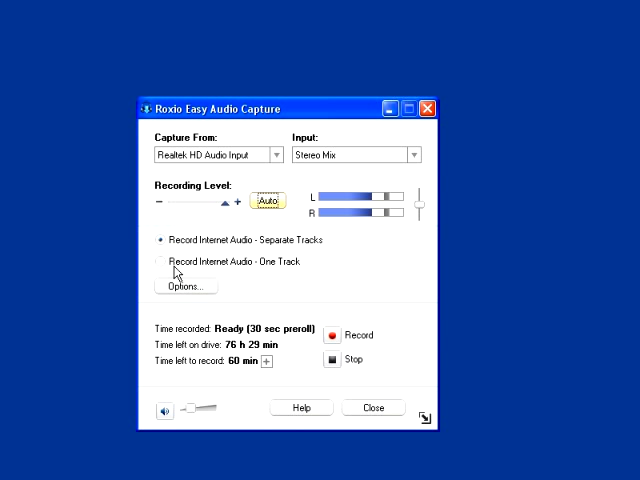 Roxio Easy Audio Capture
Capture From: Input:
Realtek HD Audio Input Stereo Mix
Recording Level:
Auto L
R
Record Internet Audio - Separate Tracks
Record Internet Audio - One Track
Options...
Time recorded: Ready (30 sec preroll) Record
Time left on drive: 76 h 29 min
Time left to record: 60 min Stop
Help Close